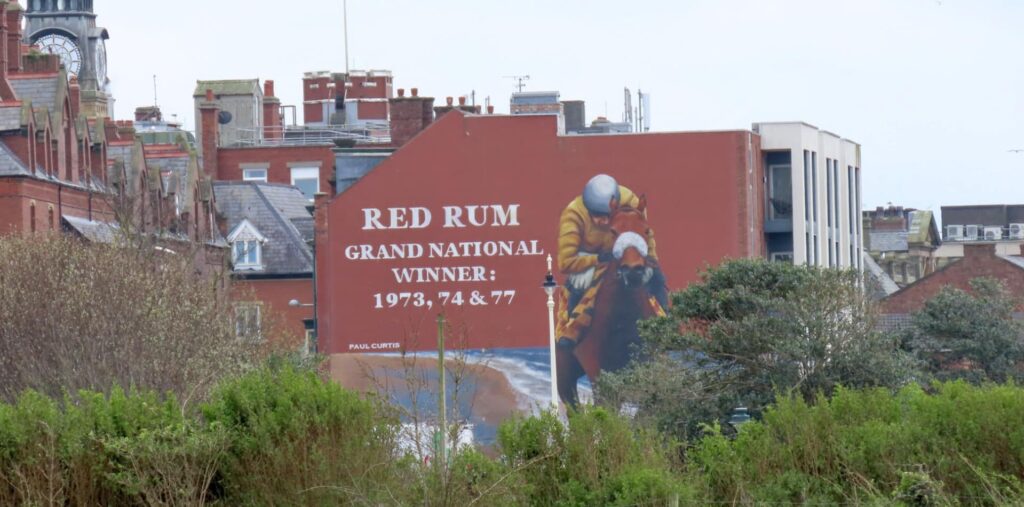 RED RUM
GRAND NATIONAL
WINNER:
1973, 74 & 77
PAUL CURTIS